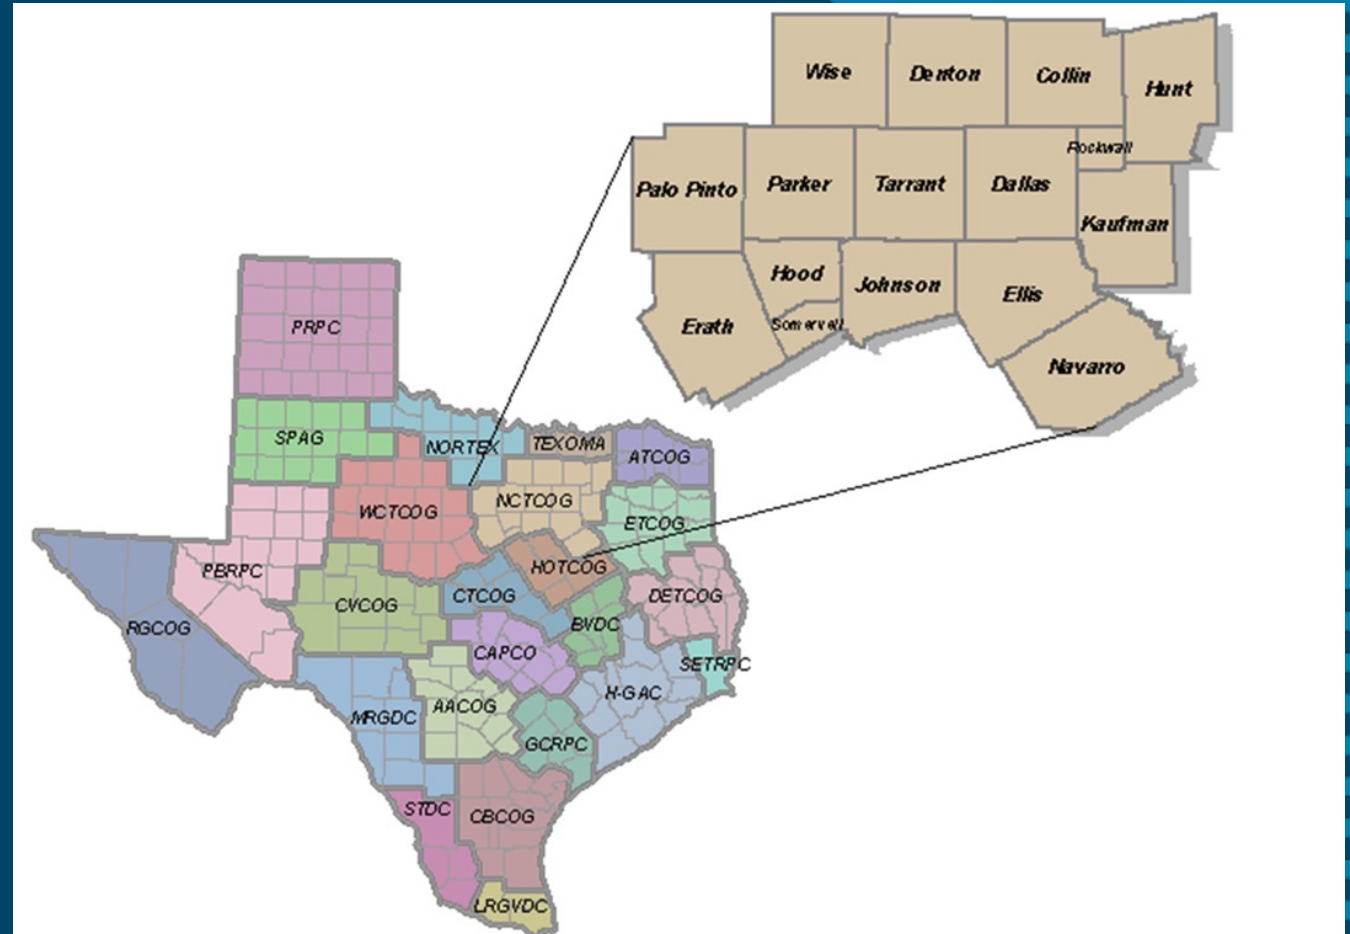 Wise
Denton
Collin
Hunt
Rockwall
Palo Pinto
Parker
Tarrant
Dallas
Kaufman
Hood
Johnson
Ellis
Erath
Somervell
Navarro
PRPC
SPAG
NORTEX
TEXOMA
ATCOG
WCTCOG
NCTCOG
ETCOG
PBRPC
HOTCOG
CVCOG
CTCOG
DETCOG
RGCOG
BVDC
CAPCO
SETRPC
MRGDC
AACOG
H-GAC
GCRPC
STDC
CBCOG
LRGVDC